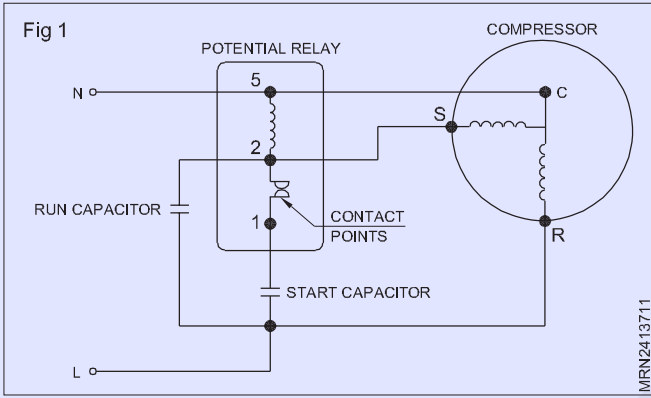 Fig 1
COMPRESSOR
POTENTIAL RELAY
N
5
C
S
2
RUN CAPACITOR
1
CONTACT
POINTS
R
START CAPACITOR
L
MRN2413711